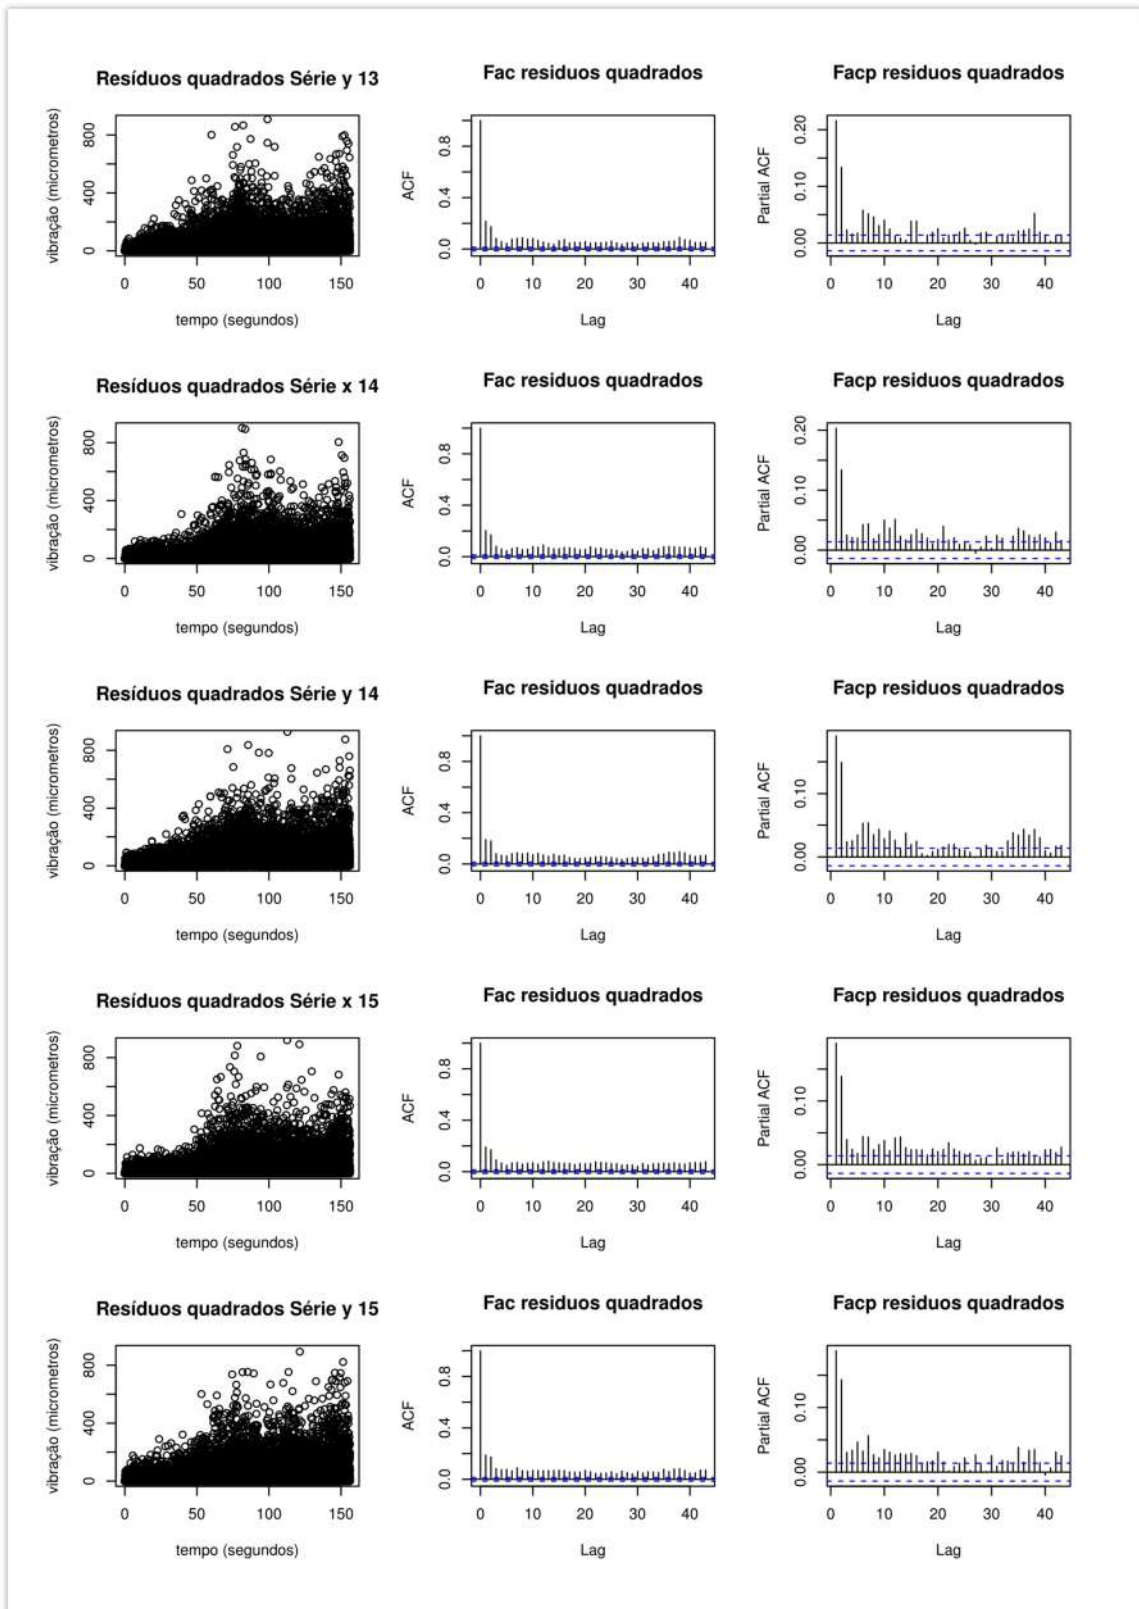 Resíduos quadrados Série y 13
Fac residuos quadrados
Facp residuos quadrados
vibração (micrometros)
0 400 800
0 50 100 150
tempo (segundos)
ACF
0.0 0.4 0.8
0 10 20 30 40
Lag
Partial ACF
0.00 0.10 0.20
0 10 20 30 40
Lag
Resíduos quadrados Série x 14
Fac residuos quadrados
Facp residuos quadrados
vibração (micrometros)
0 400 800
0 50 100 150
tempo (segundos)
ACF
0.0 0.4 0.8
0 10 20 30 40
Lag
Partial ACF
0.00 0.10 0.20
0 10 20 30 40
Lag
Resíduos quadrados Série y 14
Fac residuos quadrados
Facp residuos quadrados
vibração (micrometros)
0 400 800
0 50 100 150
tempo (segundos)
ACF
0.0 0.4 0.8
0 10 20 30 40
Lag
Partial ACF
0.00 0.10
0 10 20 30 40
Lag
Resíduos quadrados Série x 15
Fac residuos quadrados
Facp residuos quadrados
vibração (micrometros)
0 400 800
0 50 100 150
tempo (segundos)
ACF
0.0 0.4 0.8
0 10 20 30 40
Lag
Partial ACF
0.00 0.10
0 10 20 30 40
Lag
Resíduos quadrados Série y 15
Fac residuos quadrados
Facp residuos quadrados
vibração (micrometros)
0 400 800
0 50 100 150
tempo (segundos)
ACF
0.0 0.4 0.8
0 10 20 30 40
Lag
Partial ACF
0.00 0.10
0 10 20 30 40
Lag